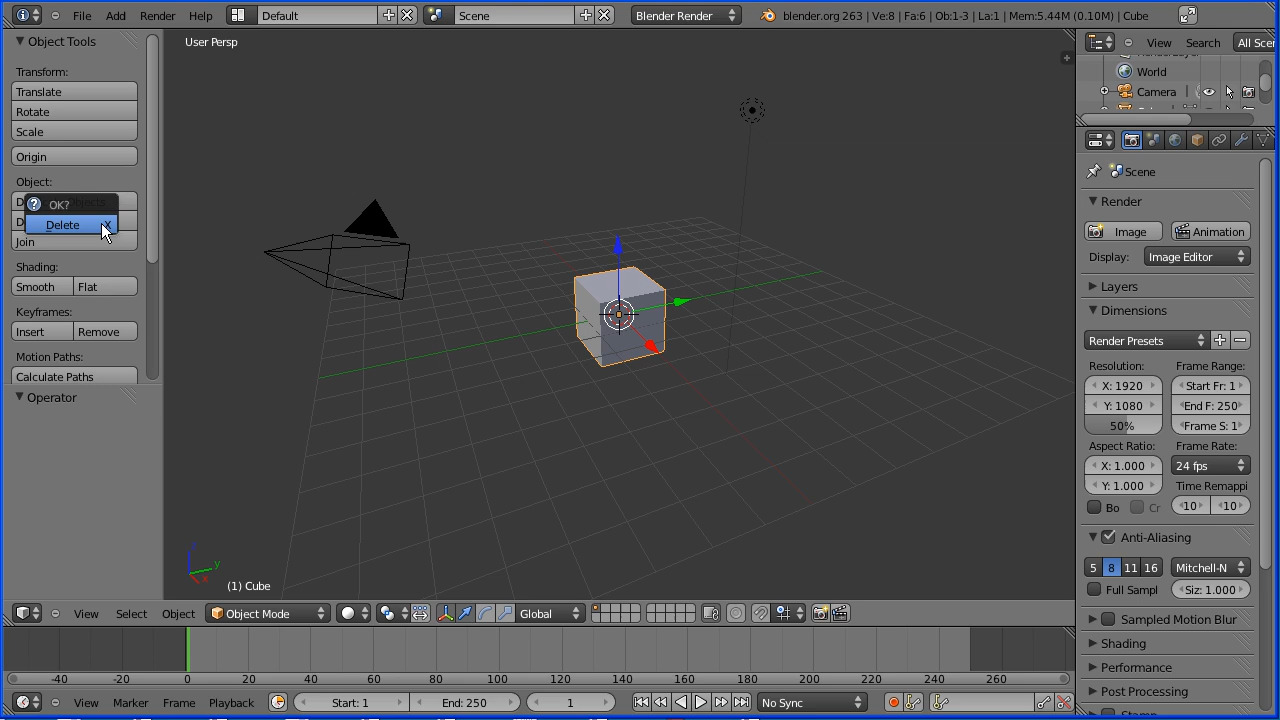 File Add Render Help Default Scene Blender Render blender.org 263 | Ve:8 | Fa:6 | Ob:1-3 | La:1 | Mem:5.44M (0.10M) | Cube
Object Tools
User Persp
View Search All Sce
Transform:
World
Translate
Camera
Rotate
Scale
Origin
Scene
Object:
Render
OK?
Delete X
Image Animation
Join
Display: Image Editor
Shading:
Smooth Flat
Layers
Keyframes:
Dimensions
Insert Remove
Render Presets
Motion Paths:
Resolution: Frame Range:
Calculate Paths
X: 1920 Start Fr: 1
Operator
Y: 1080 End F: 250
50% Frame S: 1
Aspect Ratio: Frame Rate:
X: 1.000 24 fps
Y: 1.000 Time Remappi
Bo Cr 10 10
Anti-Aliasing
5 8 11 16 Mitchell-N
z
y
x
(1) Cube
Full Sampl Siz: 1.000
View Select Object Object Mode Global
Sampled Motion Blur
Shading
Performance
Post Processing
-40 -20 0 20 40 60 80 100 120 140 160 180 200 220 240 260
View Marker Frame Playback Start: 1 End: 250 1 No Sync